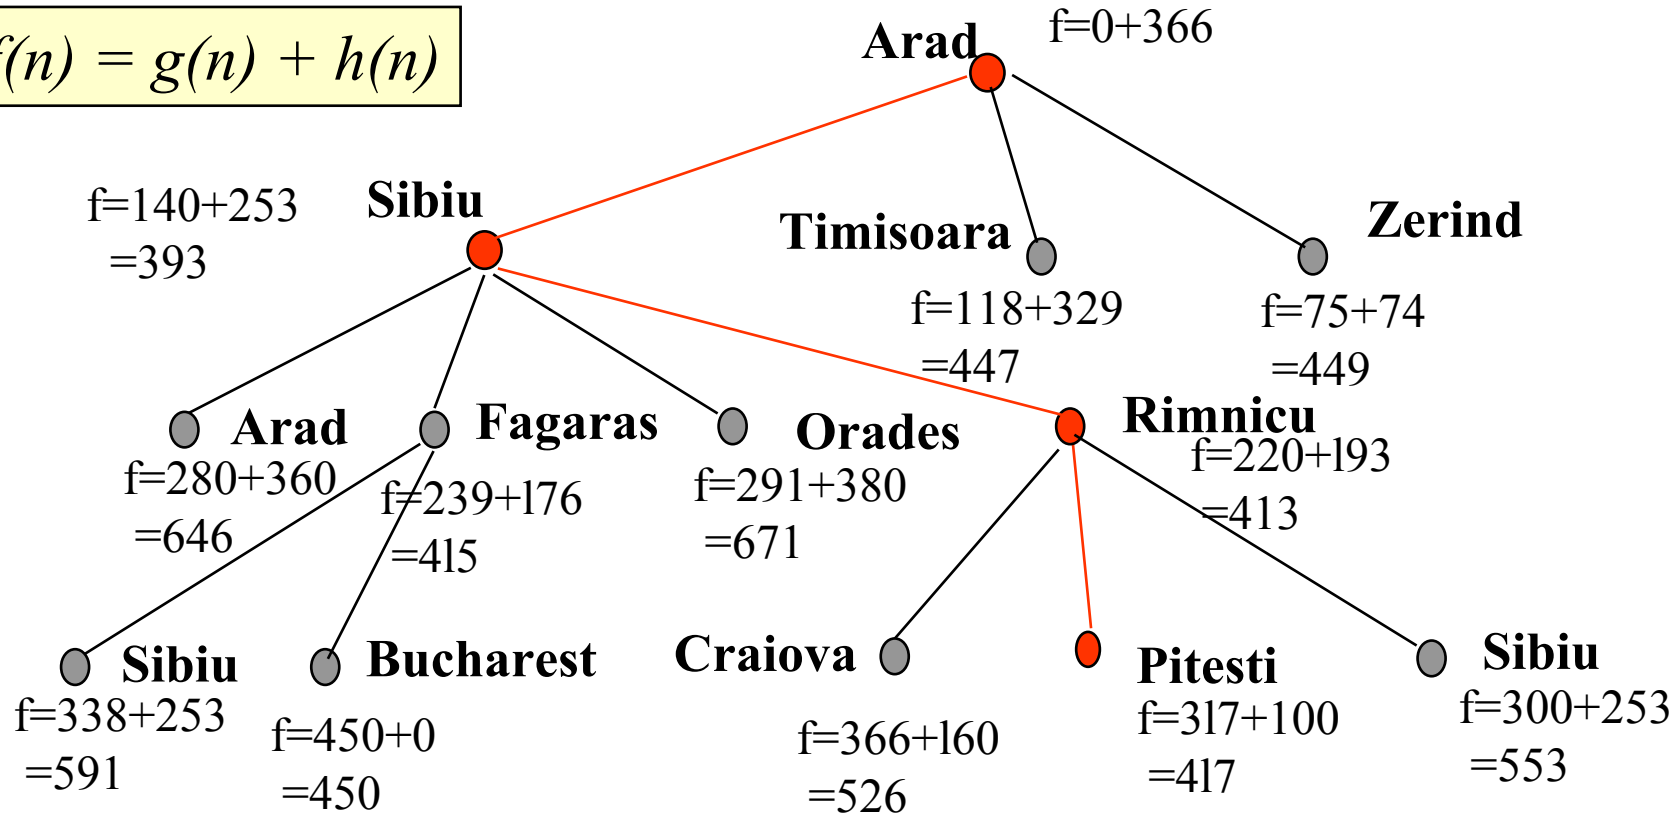 f(n) = g(n) + h(n)
Arad
f=0+366
Sibiu
f=140+253
=393
Timisoara
f=118+329
=447
Zerind
f=75+74
=449
Arad
f=280+360
=646
Fagaras
f=239+176
=415
Orades
f=291+380
=671
Rimnicu
f=220+193
=413
Sibiu
f=338+253
=591
Bucharest
f=450+0
=450
Craiova
f=366+160
=526
Pitesti
f=317+100
=417
Sibiu
f=300+253
=553